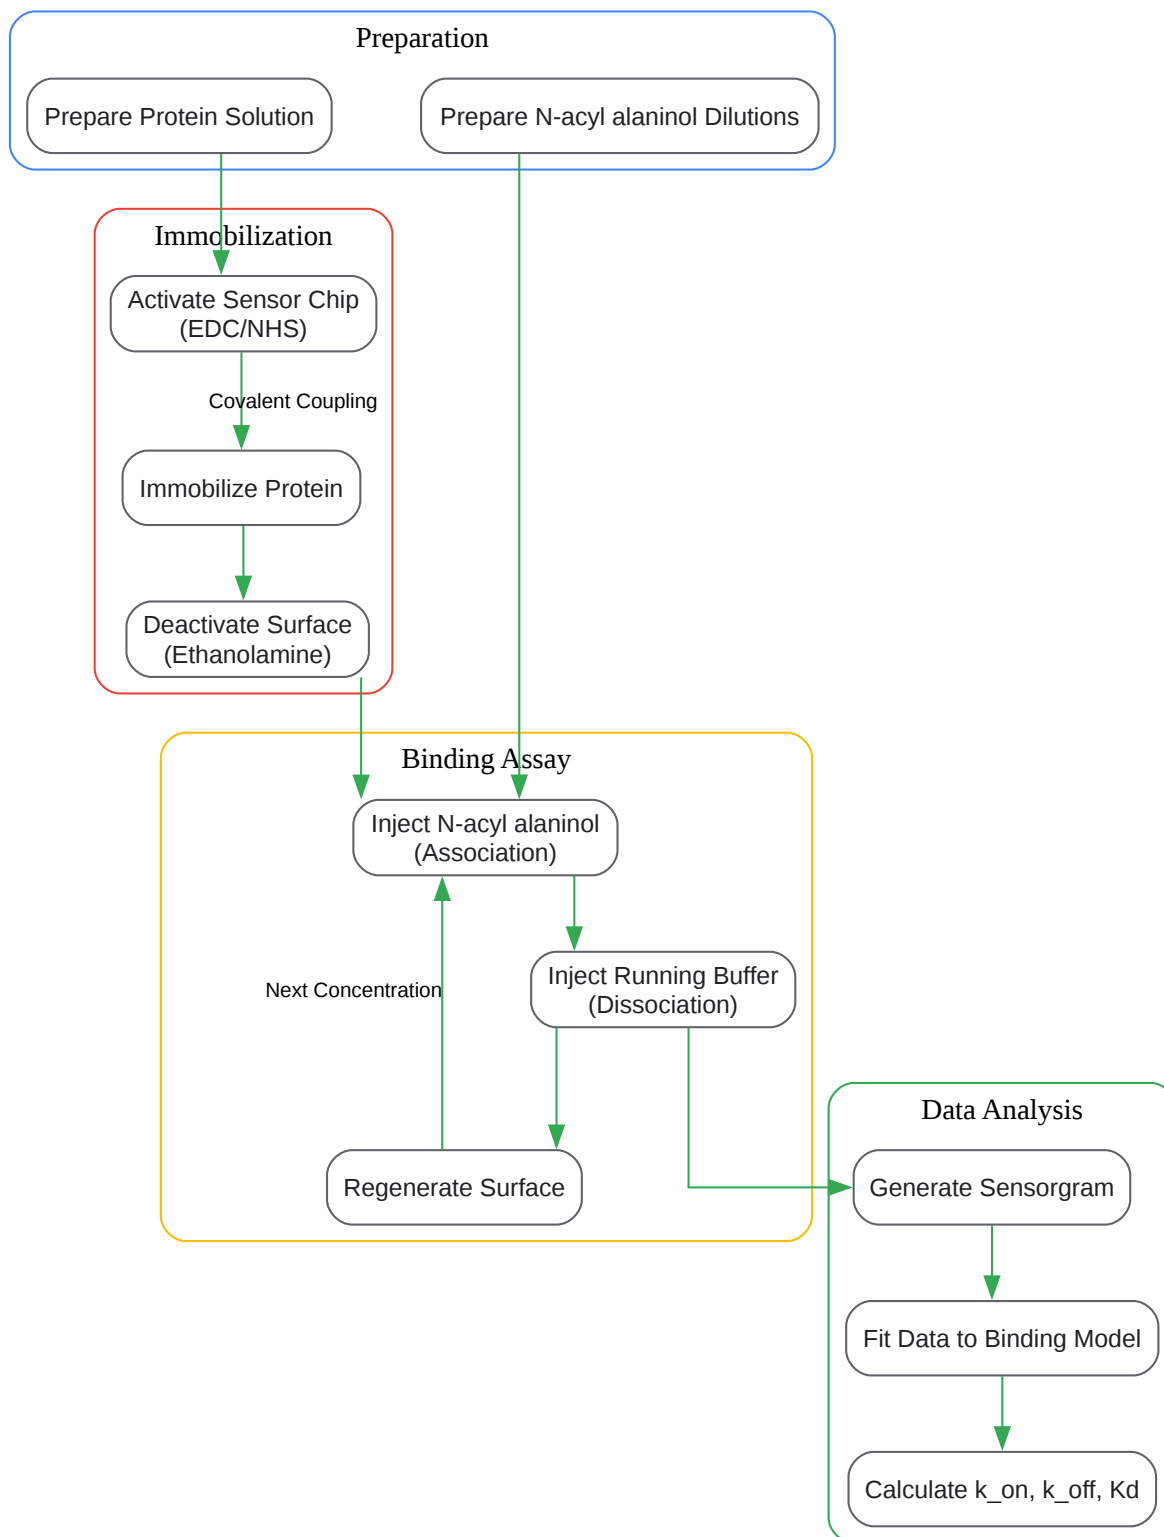 Preparation
Prepare Protein Solution
Prepare N-acyl alaninol Dilutions
Immobilization
Activate Sensor Chip
(EDC/NHS)
Covalent Coupling
Immobilize Protein
Deactivate Surface
(Ethanolamine)
Binding Assay
Inject N-acyl alaninol
(Association)
Next Concentration
Inject Running Buffer
(Dissociation)
Regenerate Surface
Data Analysis
Generate Sensorgram
Fit Data to Binding Model
Calculate k_on, k_off, Kd